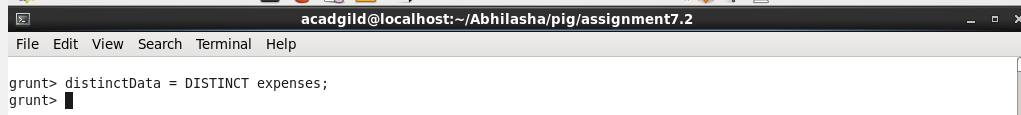 acadgild@localhost:~/Abhilasha/pig/assignment7.2
File Edit View Search Terminal Help
grunt> distinctData = DISTINCT expenses;
grunt>